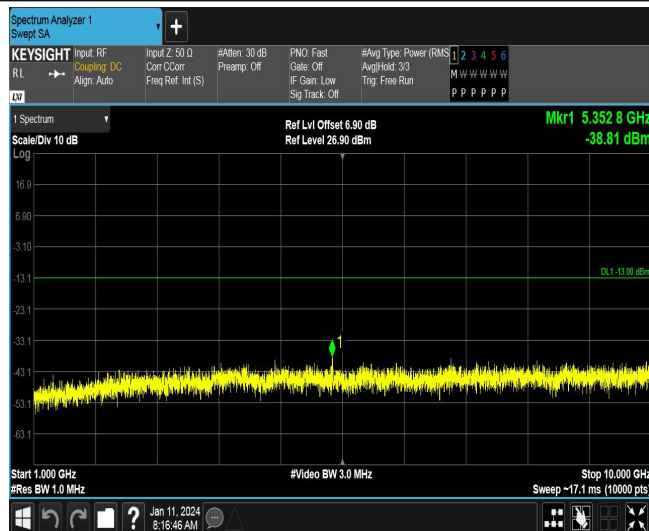 Spectrum Analyzer 1
Swept SA
+
KEYSIGHT
RL
LXI
Input: RF
Coupling: DC
Align: Auto
Input Z: 50 Ω
Corr CCorr
Freq Ref: Int (S)
#Atten: 30 dB
Preamp: Off
PNO: Fast
Gate: Off
IF Gain: Low
Sig Track: Off
#Avg Type: Power (RMS
Avg|Hold: 3/3
Trig: Free Run
1 2 3 4 5 6
M W W W W W
P P P P P P
1 Spectrum
Scale/Div 10 dB
Log
Ref Lvl Offset 6.90 dB
Ref Level 26.90 dBm
Mkr1 5.352 8 GHz
-38.81 dBm
16.9
6.90
-3.10
-13.1
DL1 -13.00 dBm
-23.1
-33.1
1
-43.1
-53.1
-63.1
Start 1.000 GHz
#Video BW 3.0 MHz
Stop 10.000 GHz
#Res BW 1.0 MHz
Sweep ~17.1 ms (10000 pts)
?
Jan 11, 2024
8:16:46 AM